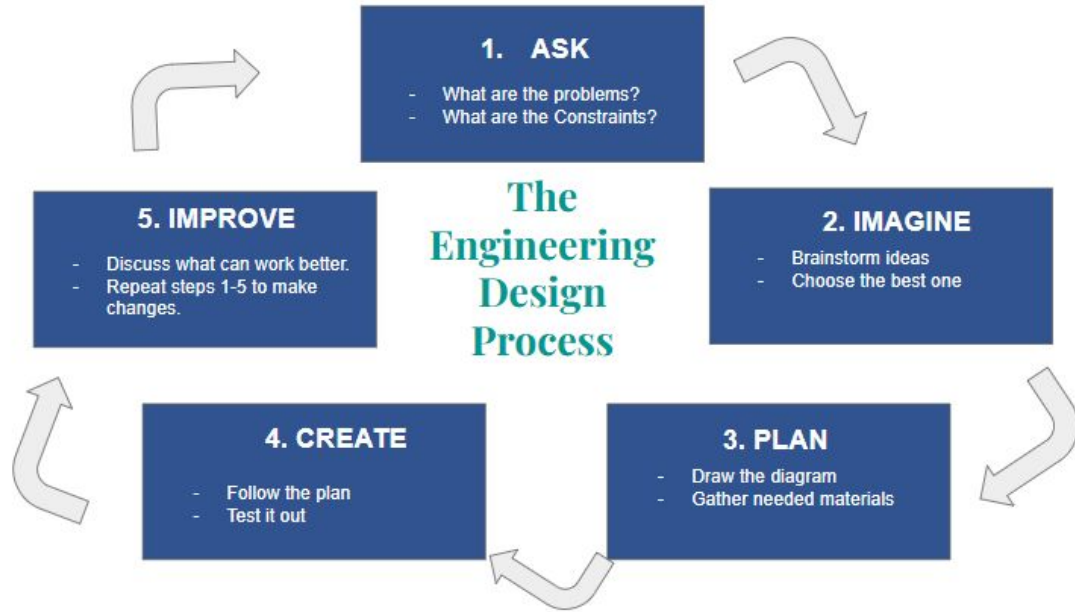 1. ASK
- What are the problems?
- What are the Constraints?
The
Engineering
Design
Process
2. IMAGINE
- Brainstorm ideas
- Choose the best one
3. PLAN
- Draw the diagram
- Gather needed materials
4. CREATE
- Follow the plan
- Test it out
5. IMPROVE
- Discuss what can work better.
- Repeat steps 1-5 to make
changes.